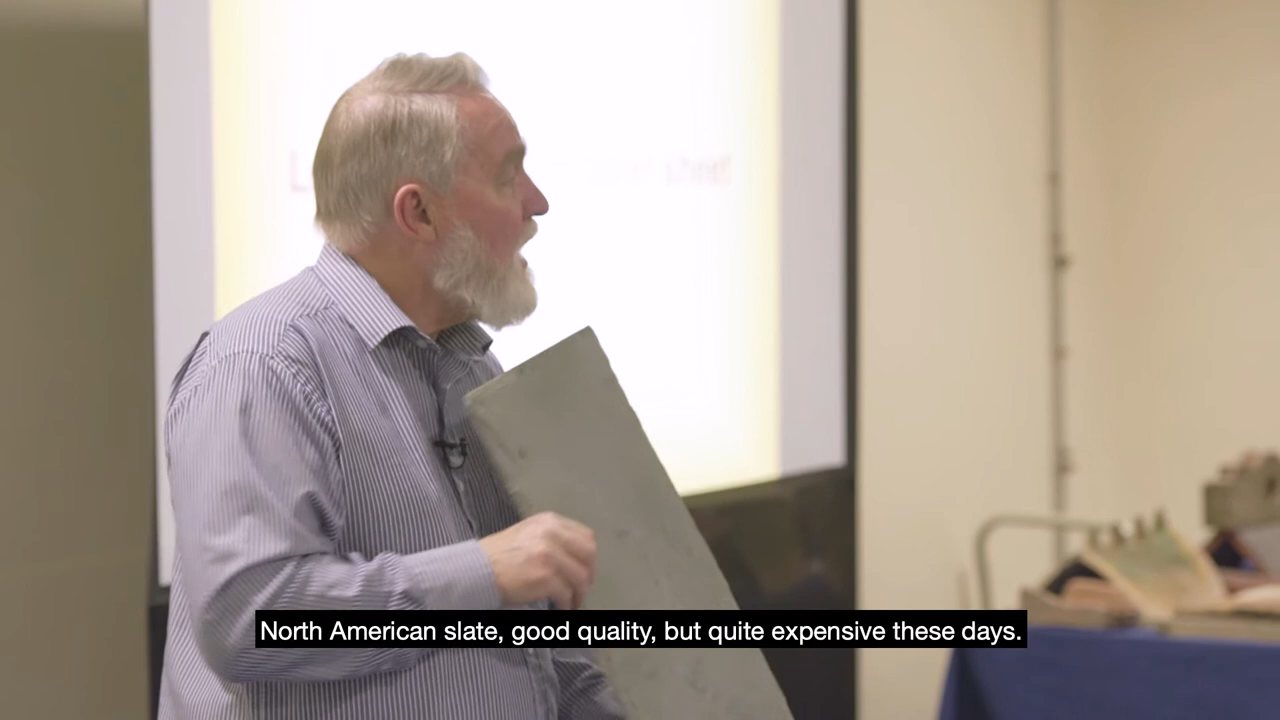 North American slate, good quality, but quite expensive these days.